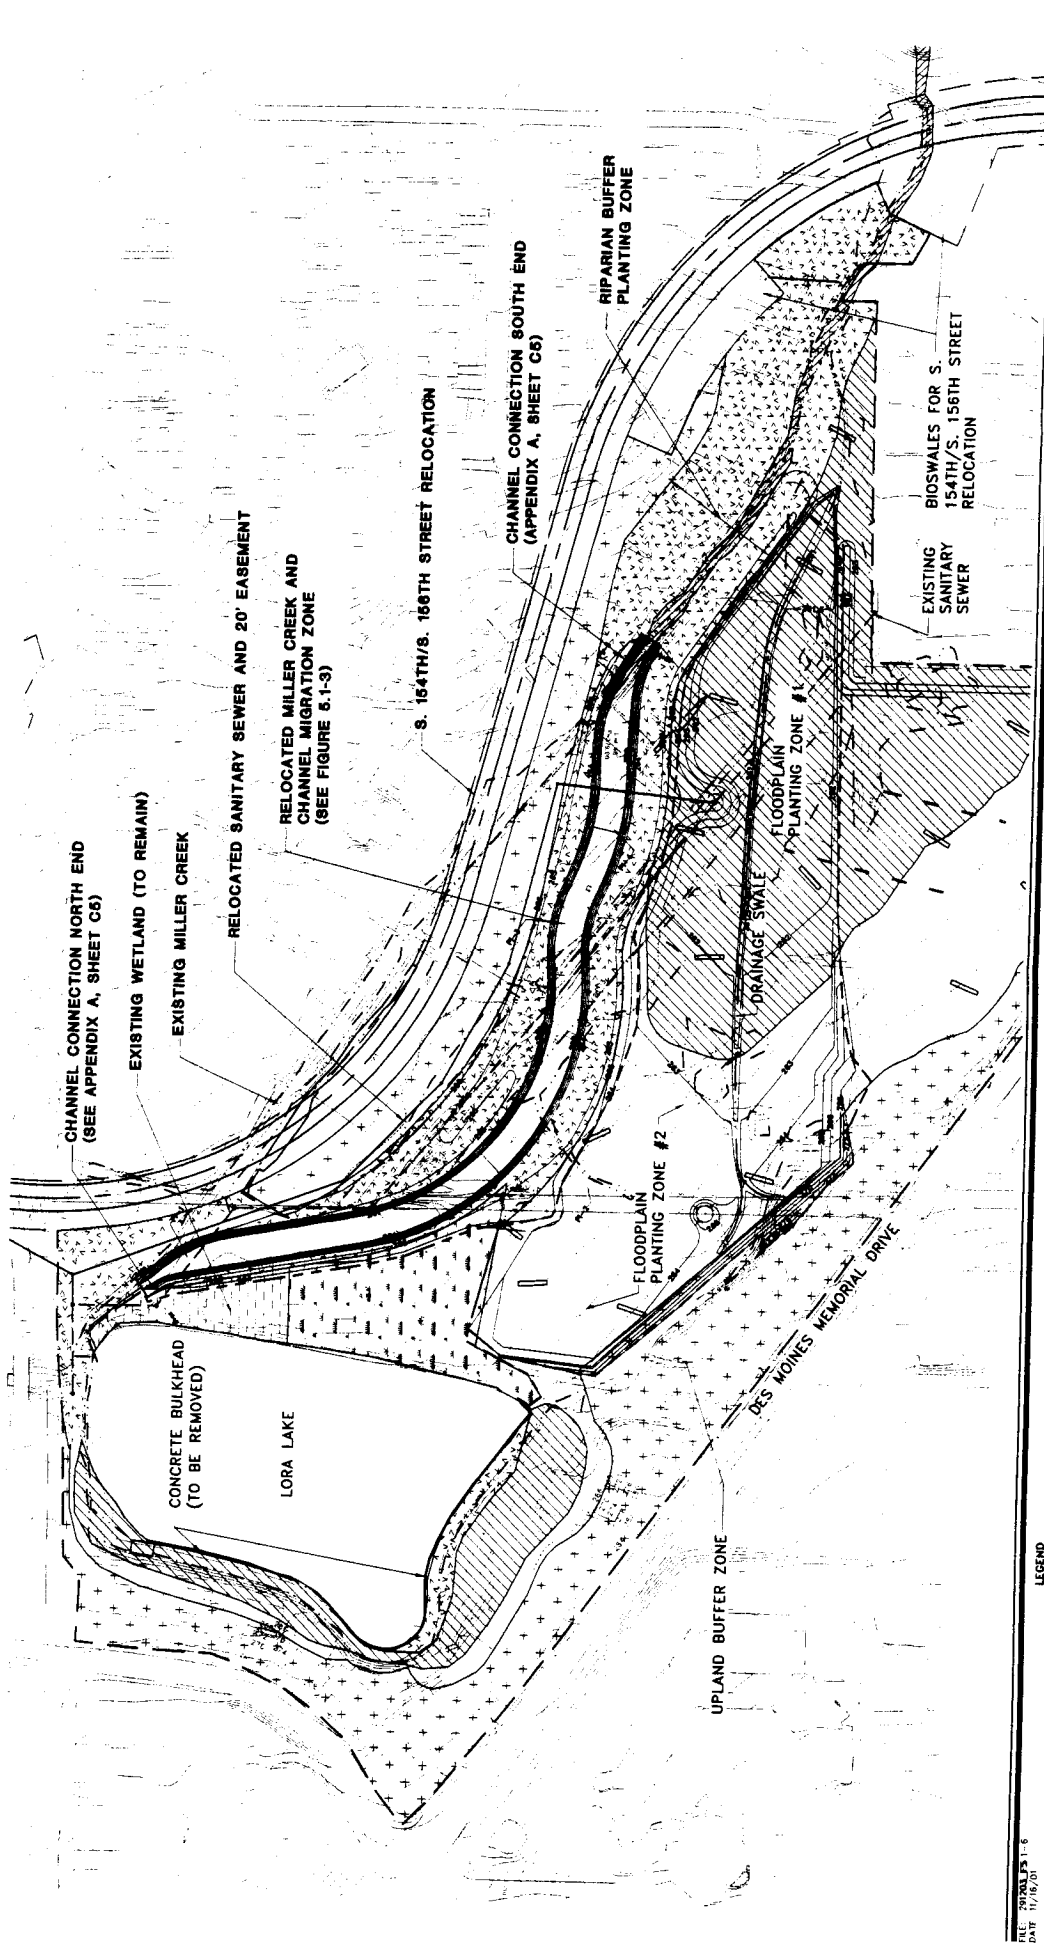 CHANNEL CONNECTION NORTH END
(SEE APPENDIX A, SHEET C5)
EXISTING WETLAND (TO REMAIN)
EXISTING MILLER CREEK
RELOCATED SANITARY SEWER AND 20' EASEMENT
RELOCATED MILLER CREEK AND
CHANNEL MIGRATION ZONE
(SEE FIGURE 5.1-3)
S. 154TH/S. 156TH STREET RELOCATION
CHANNEL CONNECTION SOUTH END
(APPENDIX A, SHEET C5)
RIPARIAN BUFFER
PLANTING ZONE
CONCRETE BULKHEAD
(TO BE REMOVED)
LORA LAKE
FLOODPLAIN
PLANTING ZONE #2
DRAINAGE SWALE
FLOODPLAIN
PLANTING ZONE #1
EXISTING
SANITARY
SEWER
BIOSWALES FOR S.
154TH/S. 156TH STREET
RELOCATION
DES MOINES MEMORIAL DRIVE
UPLAND BUFFER ZONE
LEGEND
FILE:
DATE 11/16/01